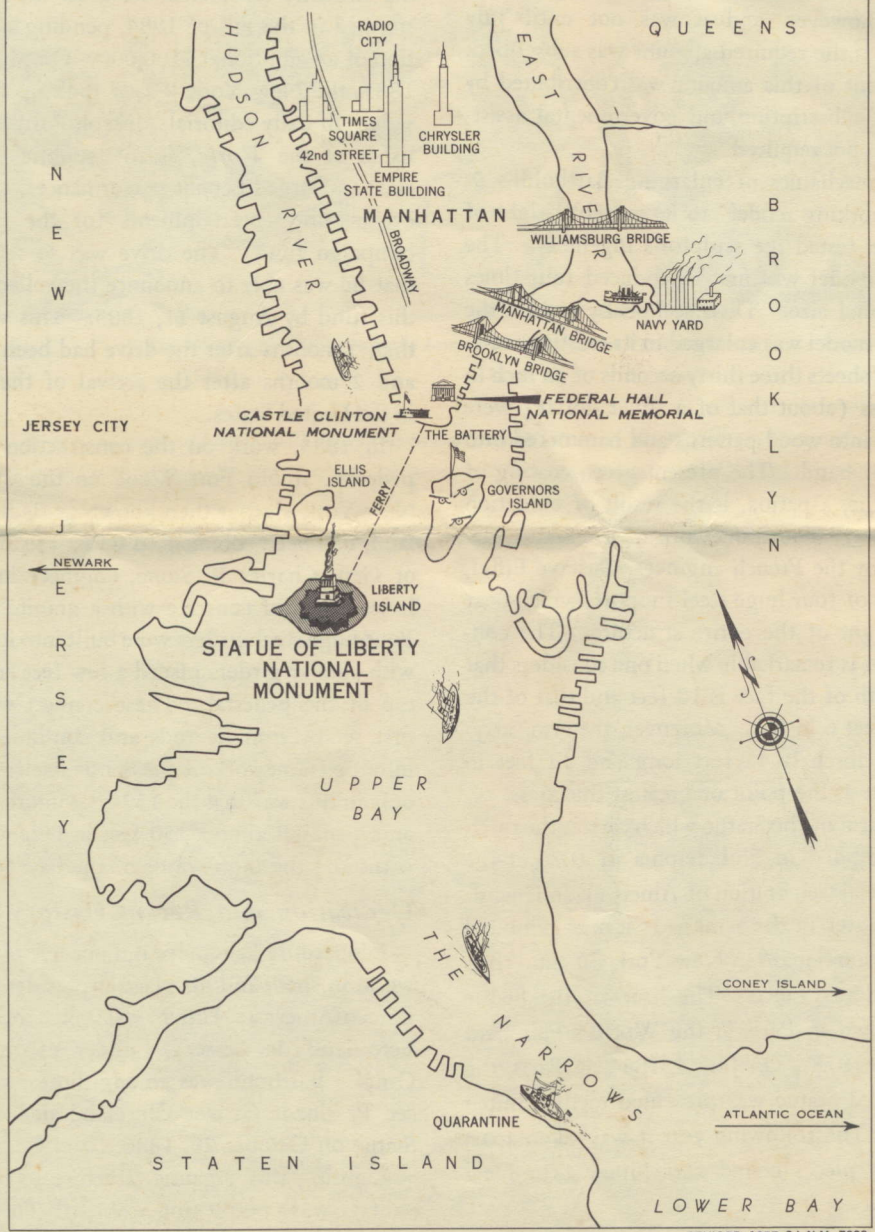 QUEENS
HUDSON RIVER
EAST RIVER
RADIO
CITY
TIMES
SQUARE
42nd STREET
CHRYSLER
BUILDING
EMPIRE
STATE BUILDING
MANHATTAN
BROADWAY
WILLIAMSBURG BRIDGE
NAVY YARD
MANHATTAN BRIDGE
BROOKLYN BRIDGE
BROOKLYN
NEW JERSEY
JERSEY CITY
CASTLE CLINTON
NATIONAL MONUMENT
FEDERAL HALL
NATIONAL MEMORIAL
THE BATTERY
ELLIS
ISLAND
FERRY
GOVERNORS
ISLAND
NEWARK
LIBERTY
ISLAND
STATUE OF LIBERTY
NATIONAL
MONUMENT
N
UPPER
BAY
THE NARROWS
CONEY ISLAND
QUARANTINE
ATLANTIC OCEAN
STATEN ISLAND
LOWER BAY